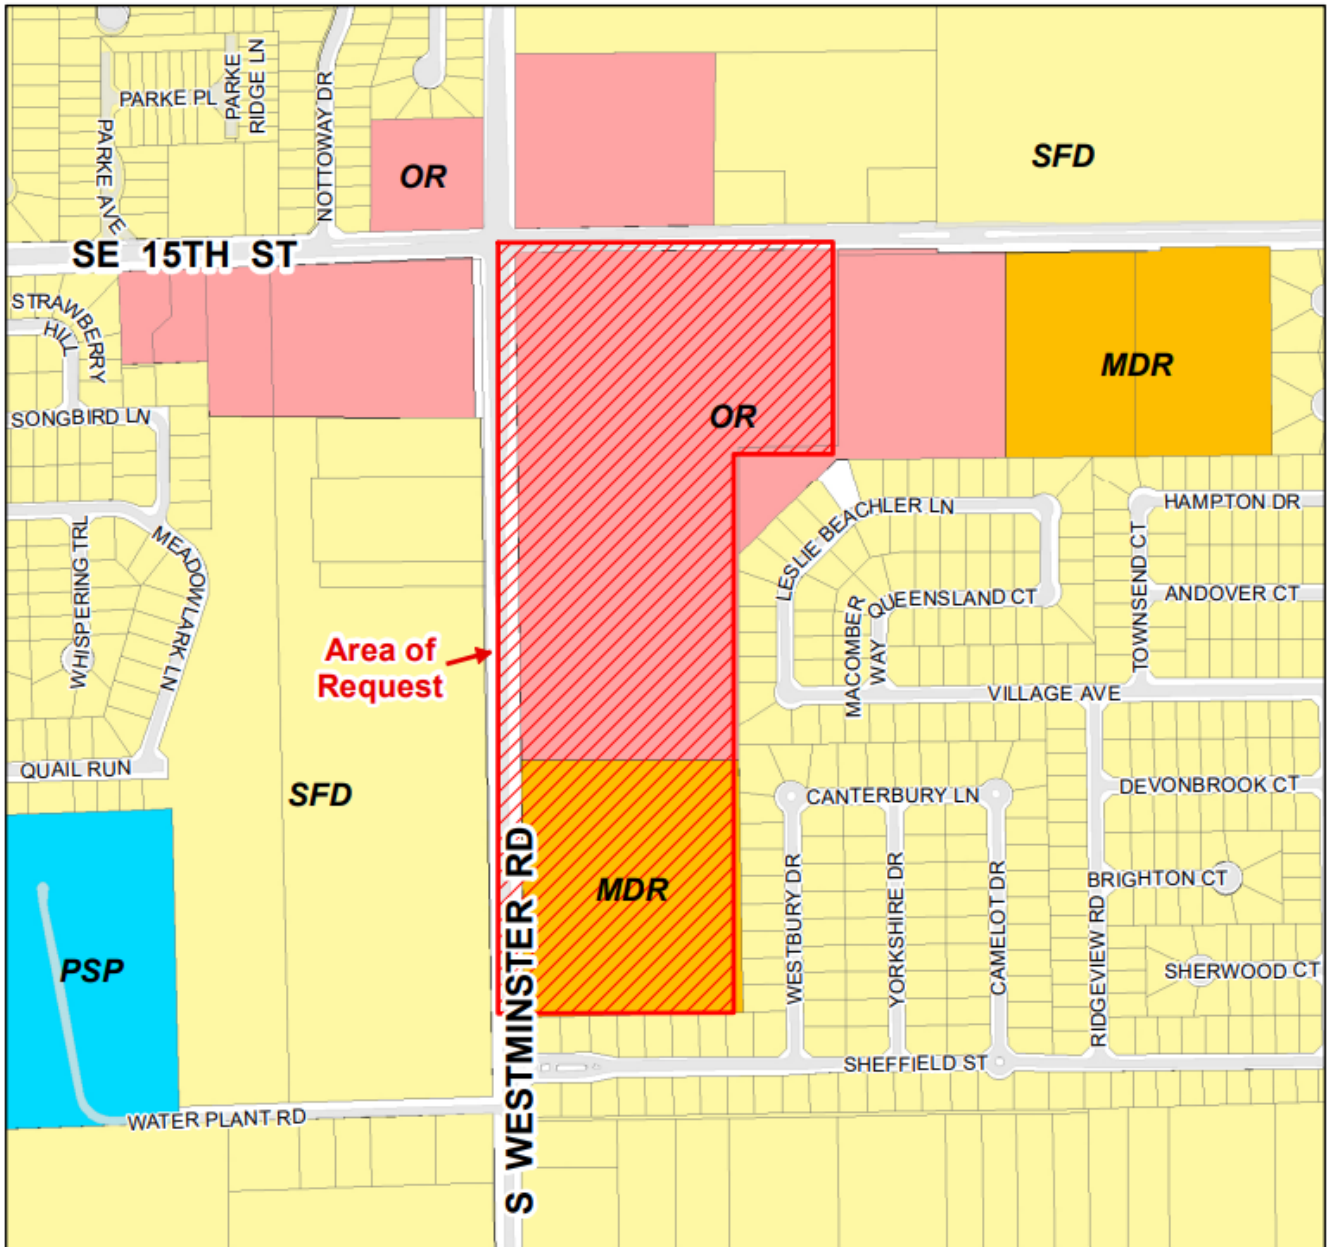 PARKE PL
PARKE
RIDGE LN
NOTTOWAY DR
PARKE AVE
OR
SFD
SE 15TH ST
STRAWBERRY
HILL
SONGBIRD LN
MDR
OR
WHISPERING TRL
MEADOWLARK LN
LESLIE BEACHLER LN
HAMPTON DR
TOWNSEND CT
ANDOVER CT
QUEENSLAND CT
MACOMBER
WAY
Area of
Request
VILLAGE AVE
QUAIL RUN
SFD
CANTERBURY LN
DEVONBROOK CT
S WESTMINSTER RD
MDR
WESTBURY DR
YORKSHIRE DR
CAMELOT DR
RIDGEVIEW RD
BRIGHTON CT
PSP
SHERWOOD CT
SHEFFIELD ST
WATER PLANT RD